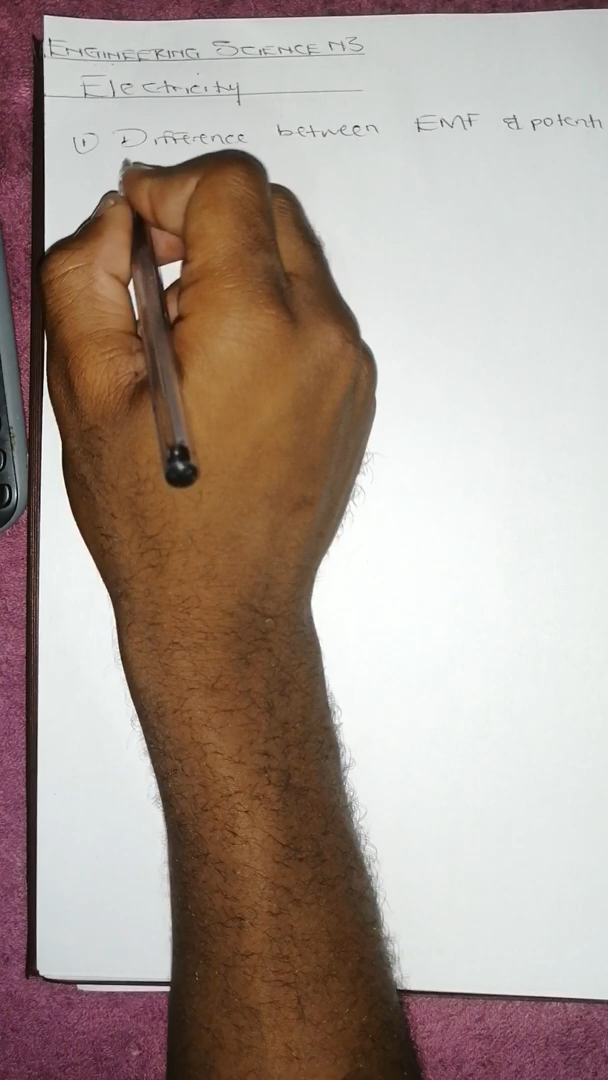 ENGINEERING SCIENCE N3
Electricity
① Difference between EMF & potenti